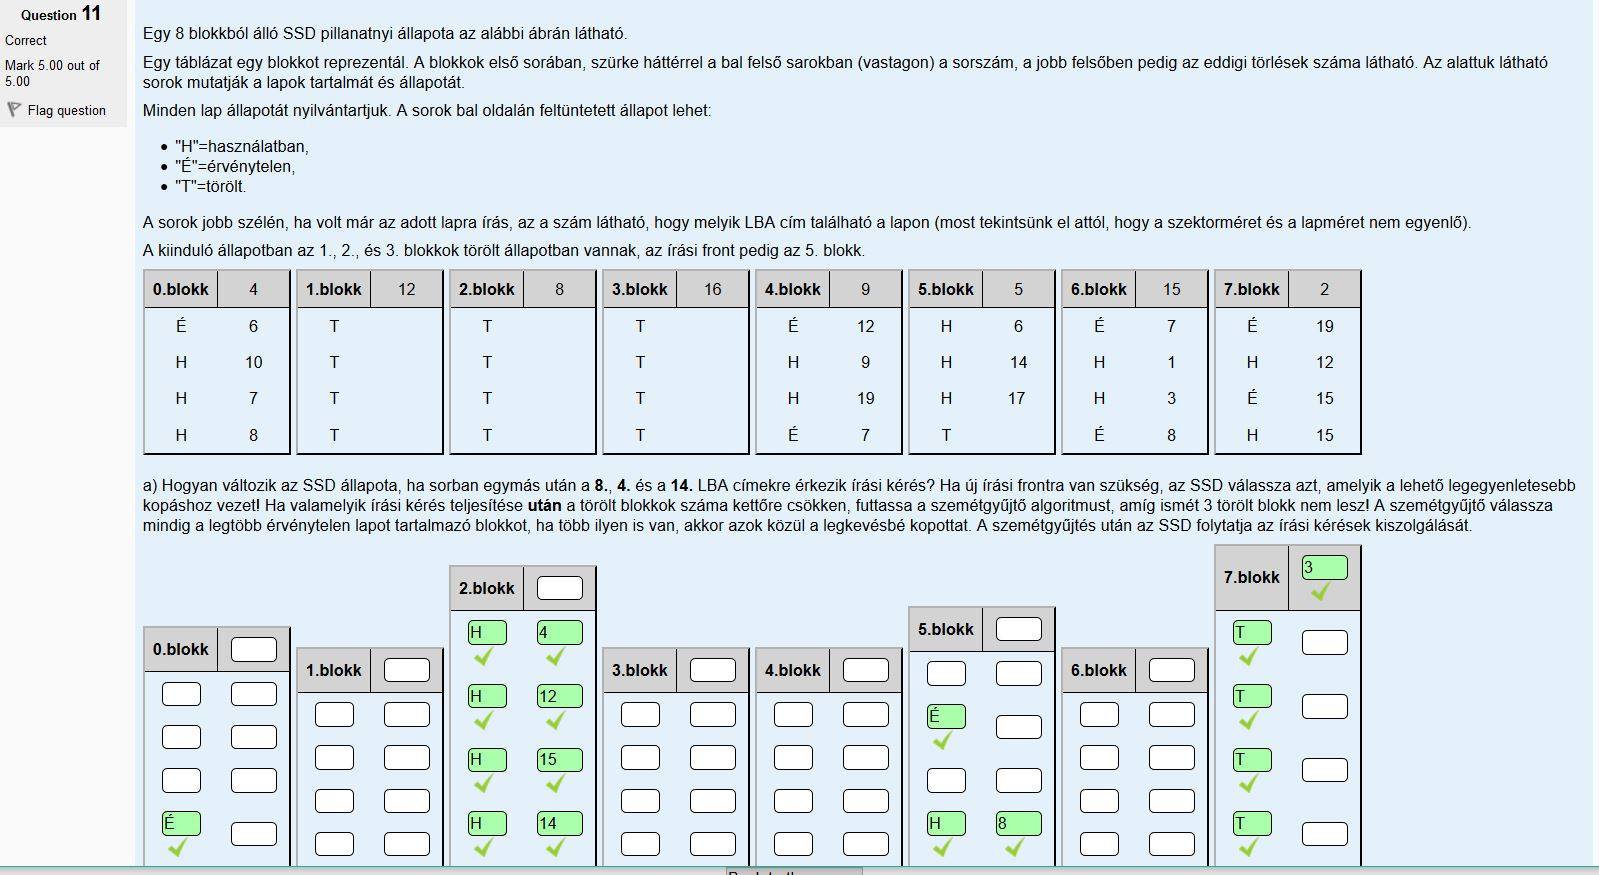 Question 11
Correct
Mark 5.00 out of
5.00
Flag question
Egy 8 blokkból álló SSD pillanatnyi állapota az alábbi ábrán látható.
Egy táblázat egy blokkot reprezentál. A blokkok első sorában, szürke háttérrel a bal felső sarokban (vastagon) a sorszám, a jobb felsőben pedig az eddigi törlések száma látható. Az alattuk látható
sorok mutatják a lapok tartalmát és állapotát.
Minden lap állapotát nyilvántartjuk. A sorok bal oldalán feltüntetett állapot lehet:
• "H"=használatban,
• "É"=érvénytelen,
• "T"=törölt.
A sorok jobb szélén, ha volt már az adott lapra írás, az a szám látható, hogy melyik LBA cím található a lapon (most tekintsünk el attól, hogy a szektorméret és a lapméret nem egyenlő).
A kiinduló állapotban az 1., 2., és 3. blokkok törölt állapotban vannak, az írási front pedig az 5. blokk.
0.blokk 4 1.blokk 12 2.blokk 8 3.blokk 16 4.blokk 9 5.blokk 5 6.blokk 15 7.blokk 2
É 6 T T T É 12 H 6 É 7 É 19
H 10 T T T H 9 H 14 H 1 H 12
H 7 T T T H 19 H 17 H 3 É 15
H 8 T T T É 7 T É 8 H 15
a) Hogyan változik az SSD állapota, ha sorban egymás után a 8., 4. és a 14. LBA címekre érkezik írási kérés? Ha új írási frontra van szükség, az SSD válassza azt, amelyik a lehető legegyenletesebb
kopáshoz vezet! Ha valamelyik írási kérés teljesítése után a törölt blokkok száma kettőre csökken, futtassa a szemétgyűjtő algoritmust, amíg ismét 3 törölt blokk nem lesz! A szemétgyűjtő válassza
mindig a legtöbb érvénytelen lapot tartalmazó blokkot, ha több ilyen is van, akkor azok közül a legkevésbé kopottat. A szemétgyűjtés után az SSD folytatja az írási kérések kiszolgálását.
0.blokk
É
1.blokk
2.blokk
H 4
H 12
H 15
H 14
3.blokk
4.blokk
5.blokk
É
H 8
6.blokk
7.blokk 3
T
T
T
T